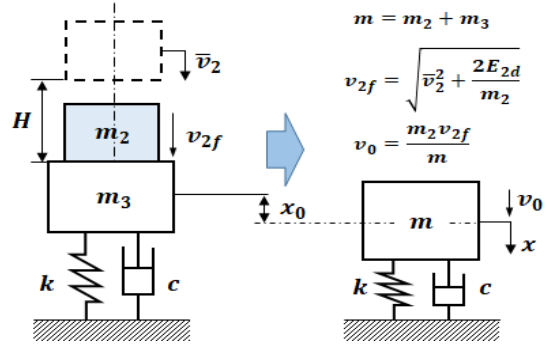 m = m₂ + m₃
v̅₂
v₂f = √(v̅₂² + 2E₂d / m₂)
H
m₂
v₂f
v₀ = m₂v₂f / m
m₃
x₀
v₀
m
x
k
c
k
c